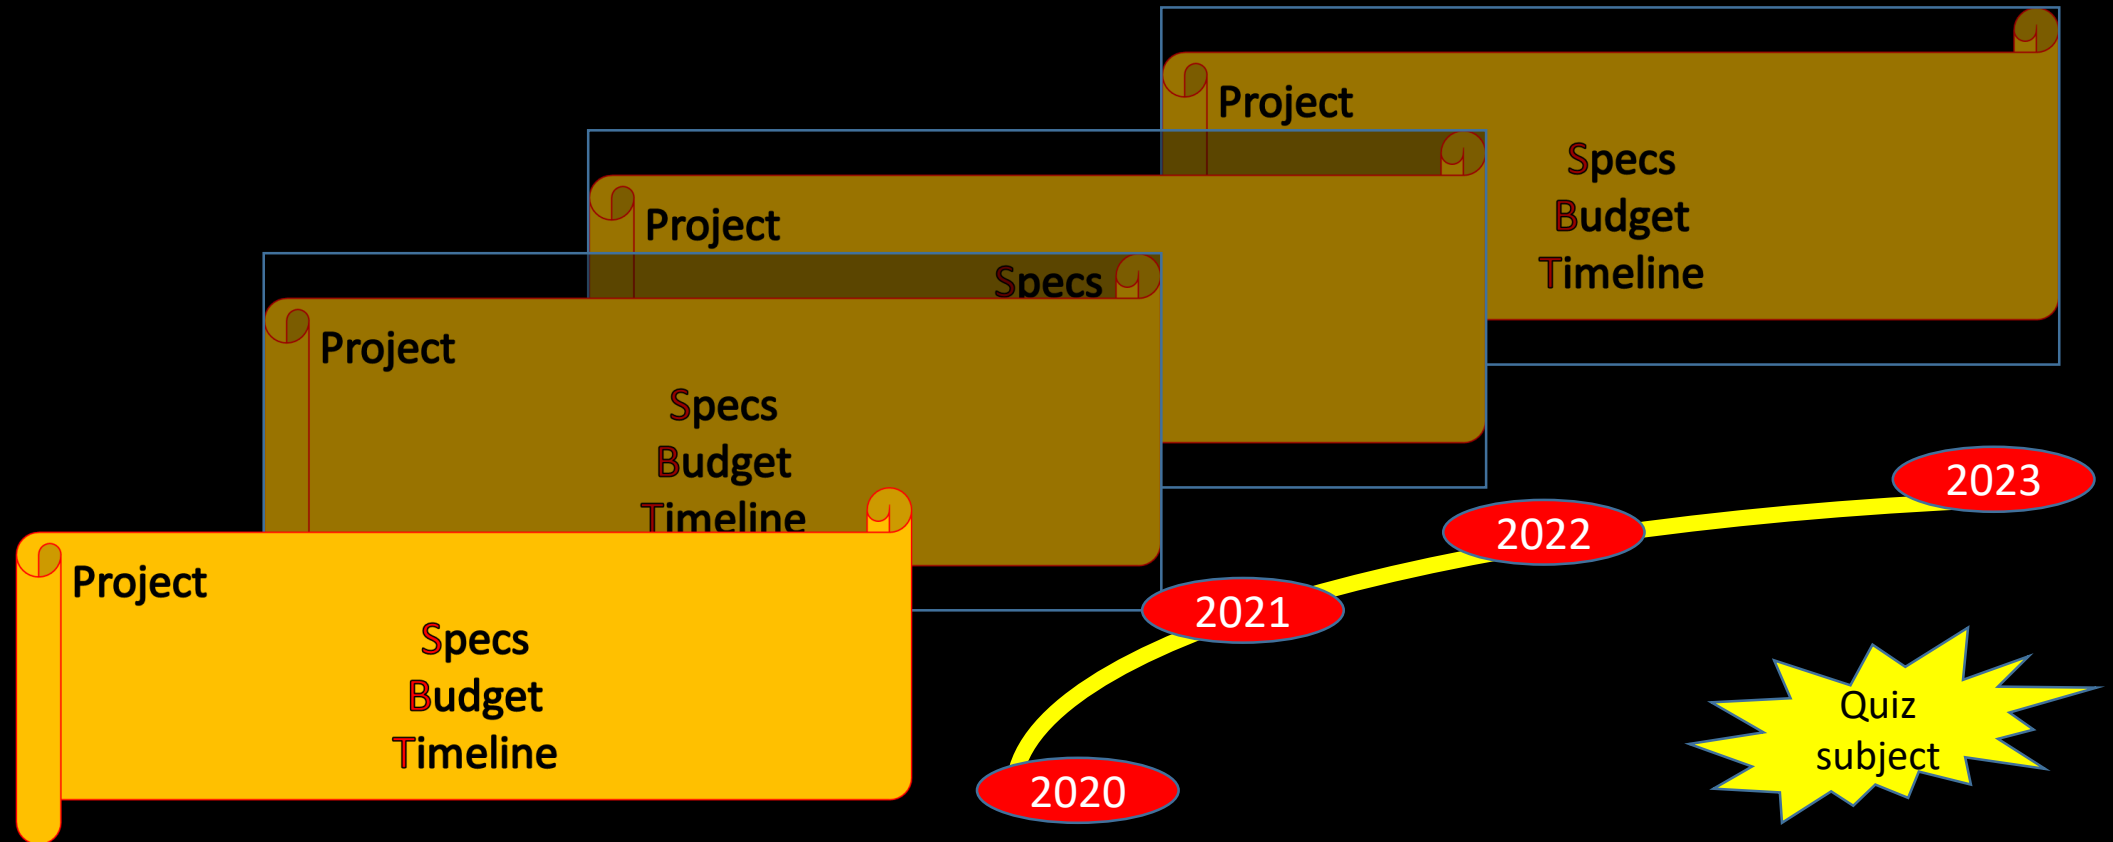 Project
Specs
Budget
Timeline
Project
Specs
Project
Specs
Budget
Timeline
Project
Specs
Budget
Timeline
2023
2022
2021
2020
Quiz
subject